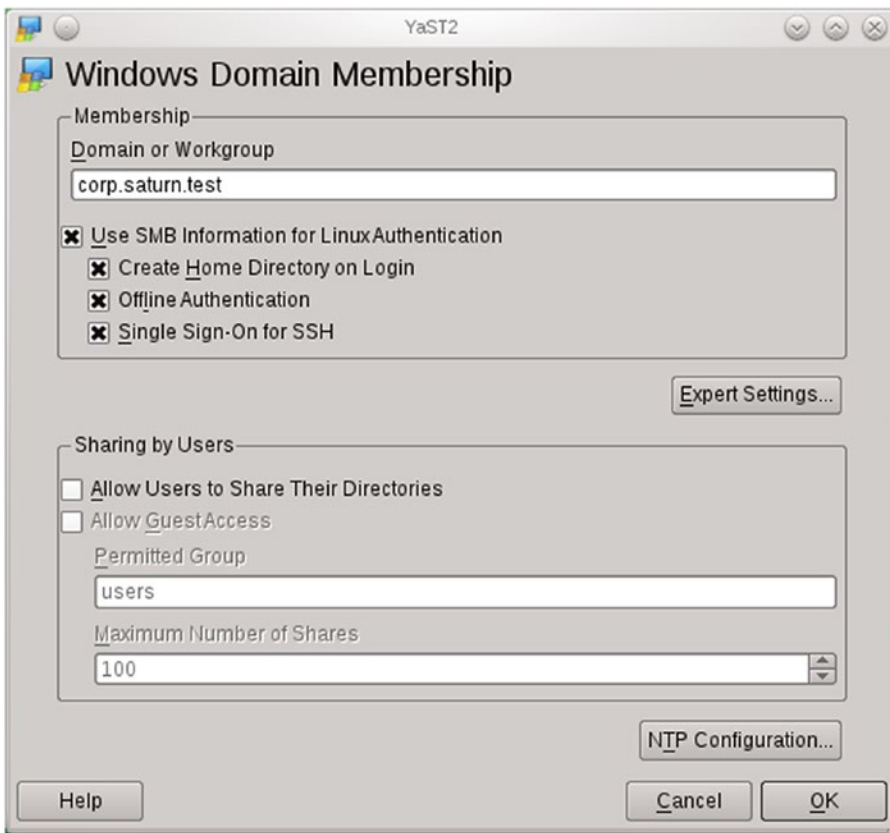 YaST2
Windows Domain Membership
Membership
Domain or Workgroup
corp.saturn.test
Use SMB Information for Linux Authentication
Create Home Directory on Login
Offline Authentication
Single Sign-On for SSH
Expert Settings...
Sharing by Users
Allow Users to Share Their Directories
Allow Guest Access
Permitted Group
users
Maximum Number of Shares
100
NTP Configuration...
Help
Cancel
OK